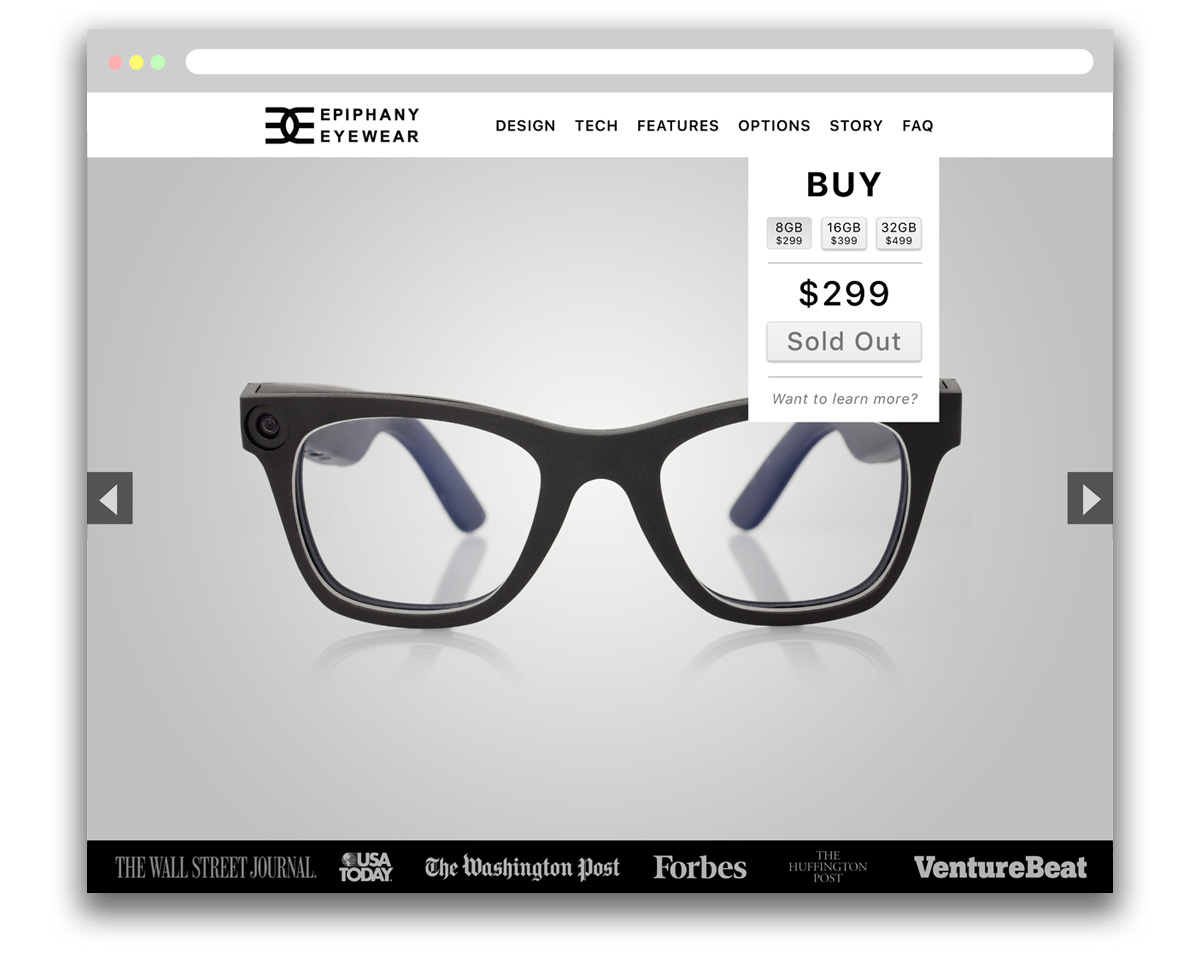 EPIPHANY
EYEWEAR
DESIGN TECH FEATURES OPTIONS STORY FAQ
BUY
8GB 16GB 32GB
$299 $399 $499
$299
Sold Out
Want to learn more?
THE WALL STREET JOURNAL.
USA
TODAY
The Washington Post
Forbes
THE
HUFFINGTON
POST
VentureBeat